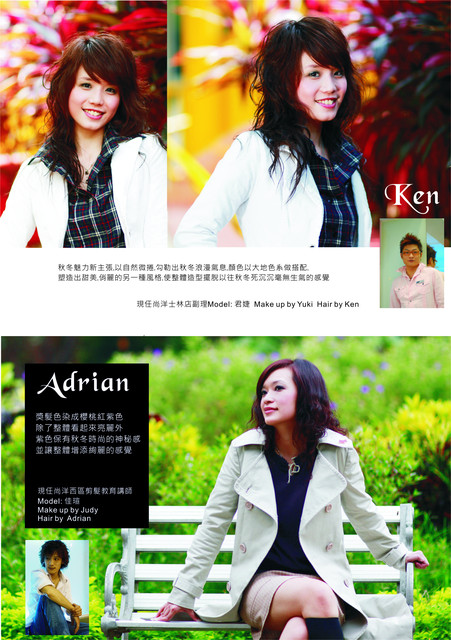 Ken
秋冬魅力新主張,以自然微捲,勾勒出秋冬浪漫氣息,顏色以大地色系做搭配,
塑造出甜美,俏麗的另一種風格,使整體造型擺脫以往秋冬死沉沉毫無生氣的感覺
現任尚洋士林店副理Model: 君婕 Make up by Yuki Hair by Ken
Adrian
將髮色染成櫻桃紅紫色
除了整體看起來亮麗外
紫色保有秋冬時尚的神秘感
並讓整體增添絢麗的感覺
現任尚洋西區剪髮教育講師
Model: 佳瑄
Make up by Judy
Hair by Adrian